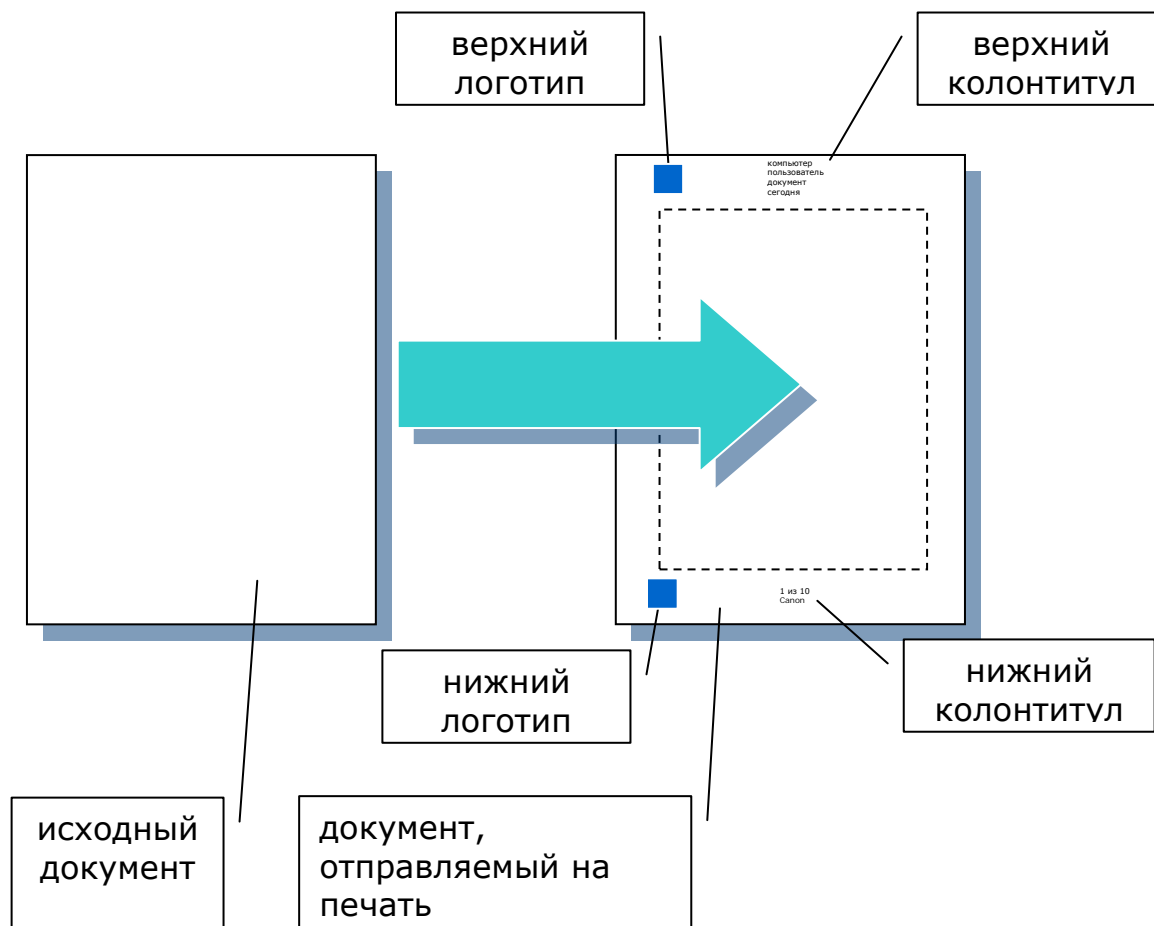 верхний
логотип
верхний
колонтитул
компьютер
пользователь
документ
сегодня
1 из 10
Canon
нижний
логотип
нижний
колонтитул
исходный
документ
документ,
отправляемый на
печать